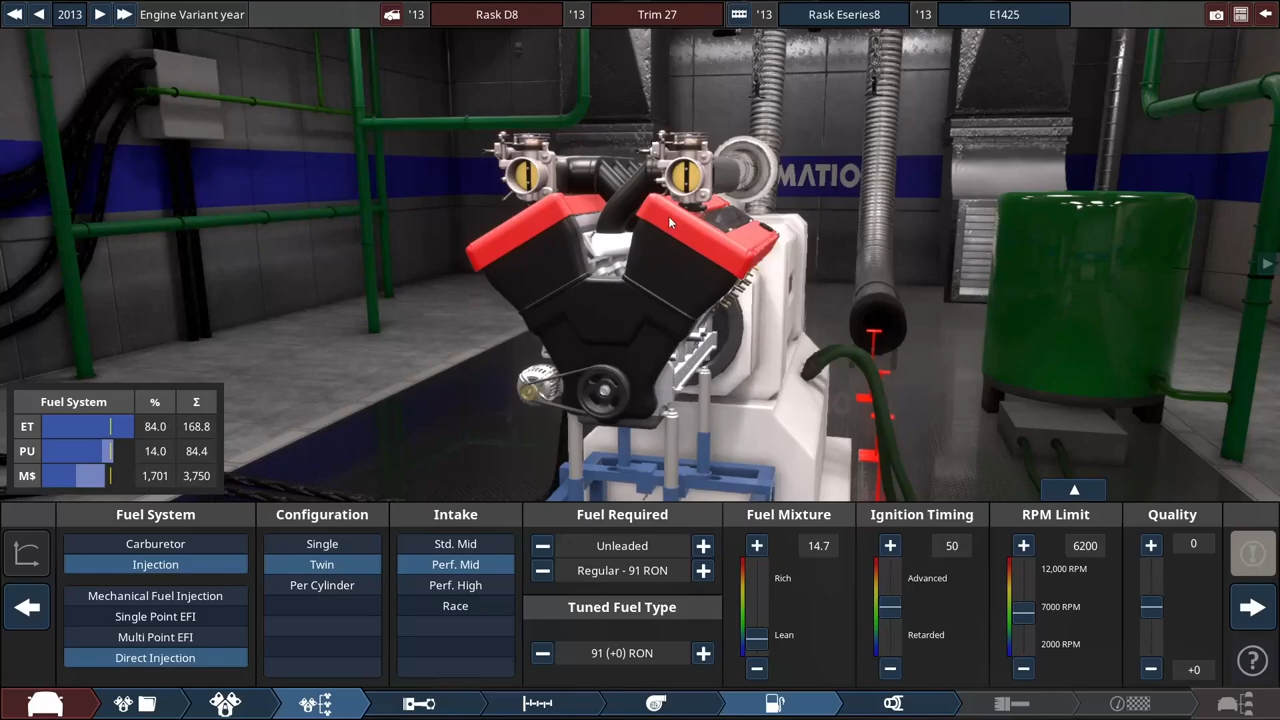 2013 Engine Variant year '13 Rask D8 '13 Trim 27 '13 Rask Eseries8 '13 E1425
MATIO
Fuel System % Σ
ET 84.0 168.8
PU 14.0 84.4
M$ 1,701 3,750
Fuel System
Carburetor
Injection
Mechanical Fuel Injection
Single Point EFI
Multi Point EFI
Direct Injection
Configuration
Single
Twin
Per Cylinder
Intake
Std. Mid
Perf. Mid
Perf. High
Race
Fuel Required
Unleaded
Regular - 91 RON
Tuned Fuel Type
91 (+0) RON
Fuel Mixture
14.7
Rich
Lean
Ignition Timing
50
Advanced
Retarded
RPM Limit
6200
12,000 RPM
7000 RPM
2000 RPM
Quality
0
+0